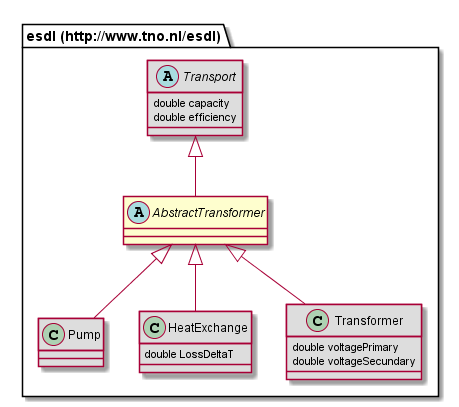 esdl (http://www.tno.nl/esdl)
A Transport
double capacity
double efficiency
A AbstractTransformer
C Pump
C HeatExchange
double LossDeltaT
C Transformer
double voltagePrimary
double voltageSecundary